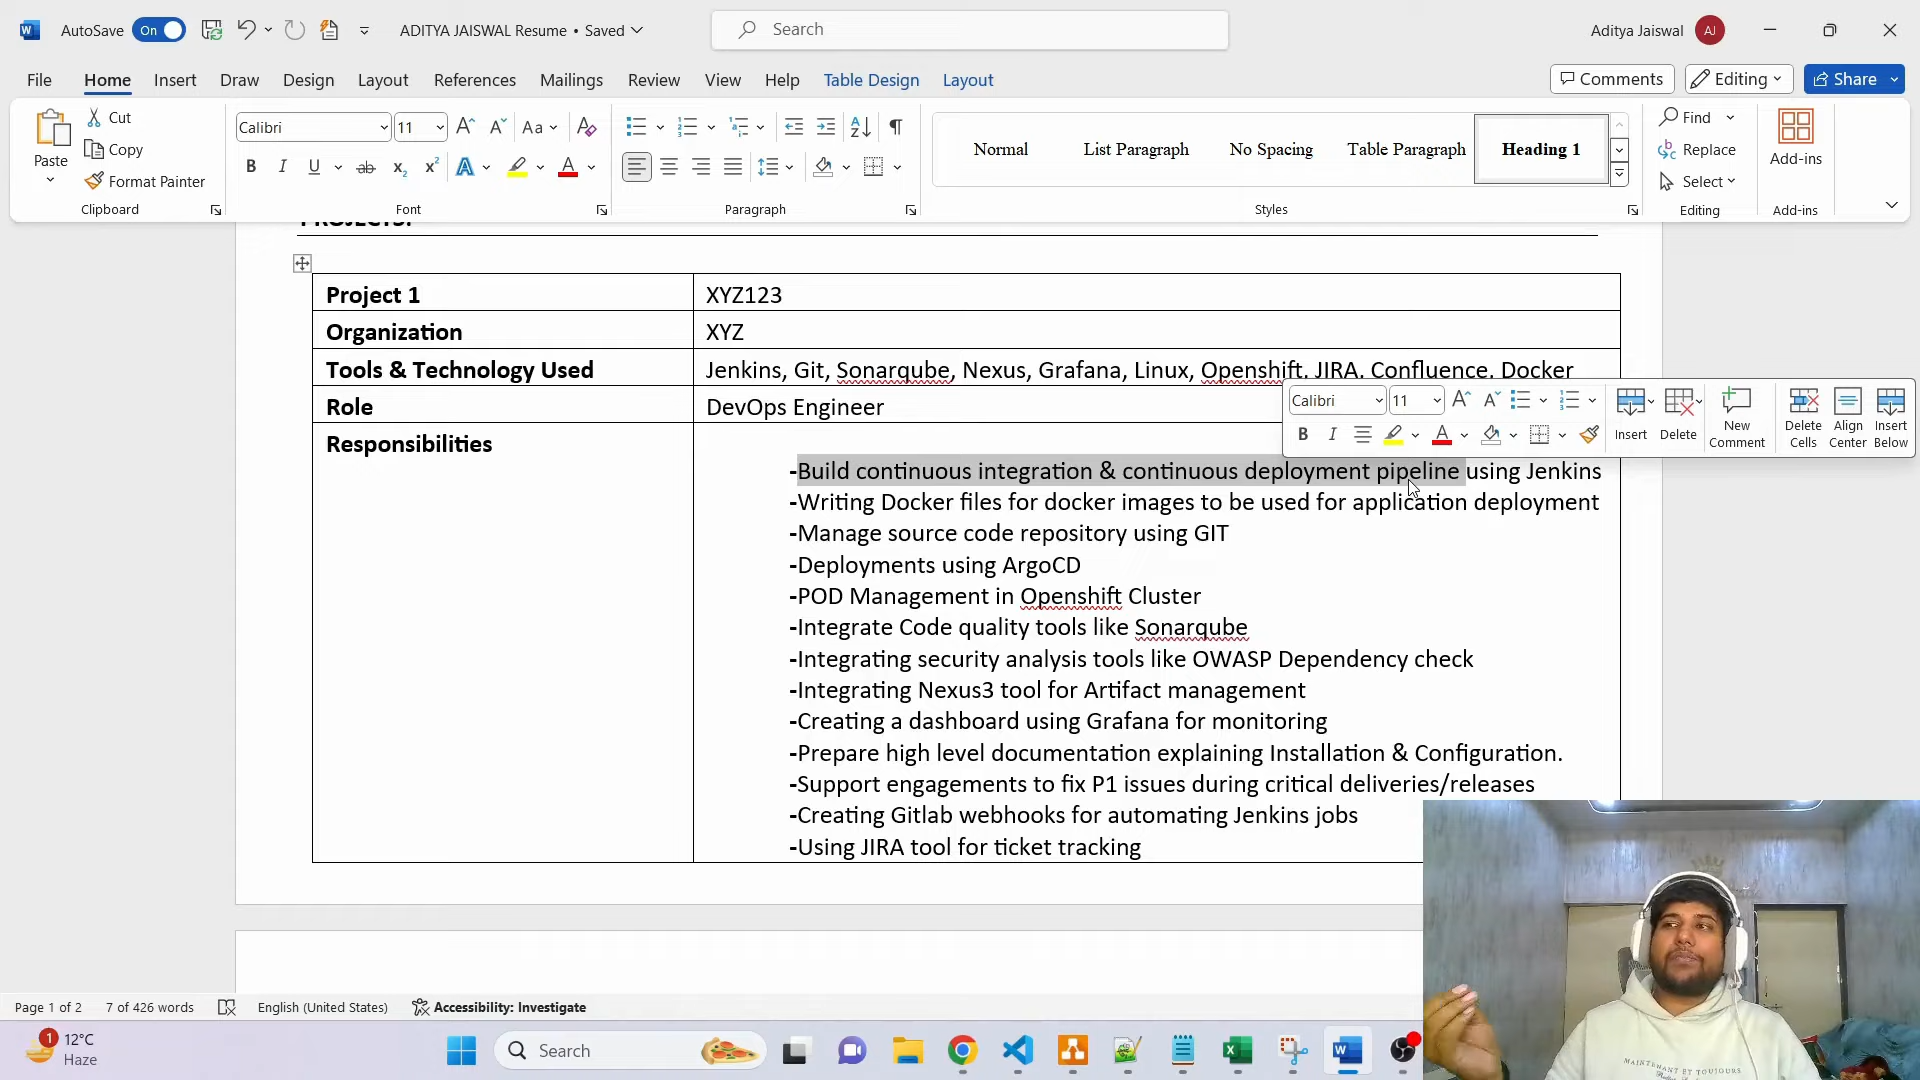 AutoSave On ADITYA JAISWAL Resume • Saved Search Aditya Jaiswal AJ
File Home Insert Draw Design Layout References Mailings Review View Help Table Design Layout Comments Editing Share
Paste Cut Copy Format Painter
Calibri 11 Aa
Normal List Paragraph No Spacing Table Paragraph Heading 1
Find Replace Select Add-ins
Clipboard Font Paragraph Styles Editing Add-ins
PROJECTS:
Project 1 XYZ123
Organization XYZ
Tools & Technology Used Jenkins, Git, Sonarqube, Nexus, Grafana, Linux, Openshift, JIRA, Confluence, Docker
Role DevOps Engineer
Calibri 11
Insert Delete New Comment Delete Cells Align Center Insert Below
Responsibilities
-Build continuous integration & continuous deployment pipeline using Jenkins
-Writing Docker files for docker images to be used for application deployment
-Manage source code repository using GIT
-Deployments using ArgoCD
-POD Management in Openshift Cluster
-Integrate Code quality tools like Sonarqube
-Integrating security analysis tools like OWASP Dependency check
-Integrating Nexus3 tool for Artifact management
-Creating a dashboard using Grafana for monitoring
-Prepare high level documentation explaining Installation & Configuration.
-Support engagements to fix P1 issues during critical deliveries/releases
-Creating Gitlab webhooks for automating Jenkins jobs
-Using JIRA tool for ticket tracking
Page 1 of 2 7 of 426 words English (United States) Accessibility: Investigate
1 12°C
Haze
Search
MAINTENANT ET TOUJOURS